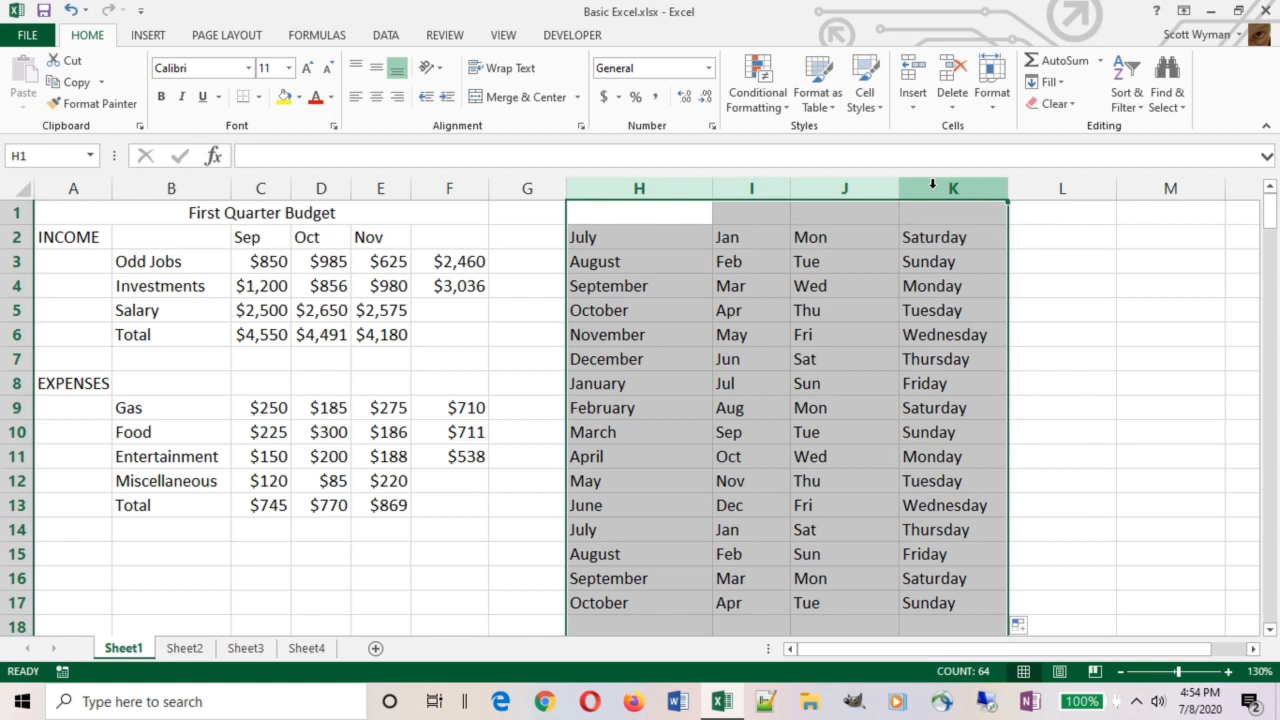 Basic Excel.xlsx - Excel
?
FILE HOME INSERT PAGE LAYOUT FORMULAS DATA REVIEW VIEW DEVELOPER Scott Wyman
Paste Cut Copy Format Painter
Calibri 11 A A
B I U A
Wrap Text
Merge & Center
General
$ % , .0 .00 .00 .0
Conditional Formatting Format as Table Cell Styles
Insert Delete Format
AutoSum Fill Clear
Sort & Filter Find & Select
Clipboard Font Alignment Number Styles Cells Editing
H1 fx
A B C D E F G H I J K L M
1 First Quarter Budget
2 INCOME Sep Oct Nov July Jan Mon Saturday
3 Odd Jobs $850 $985 $625 $2,460 August Feb Tue Sunday
4 Investments $1,200 $856 $980 $3,036 September Mar Wed Monday
5 Salary $2,500 $2,650 $2,575 October Apr Thu Tuesday
6 Total $4,550 $4,491 $4,180 November May Fri Wednesday
7 December Jun Sat Thursday
8 EXPENSES January Jul Sun Friday
9 Gas $250 $185 $275 $710 February Aug Mon Saturday
10 Food $225 $300 $186 $711 March Sep Tue Sunday
11 Entertainment $150 $200 $188 $538 April Oct Wed Monday
12 Miscellaneous $120 $85 $220 May Nov Thu Tuesday
13 Total $745 $770 $869 June Dec Fri Wednesday
14 July Jan Sat Thursday
15 August Feb Sun Friday
16 September Mar Mon Saturday
17 October Apr Tue Sunday
18
Sheet1 Sheet2 Sheet3 Sheet4
READY COUNT: 64 130%
Type here to search 100% 4:54 PM
7/8/2020 2